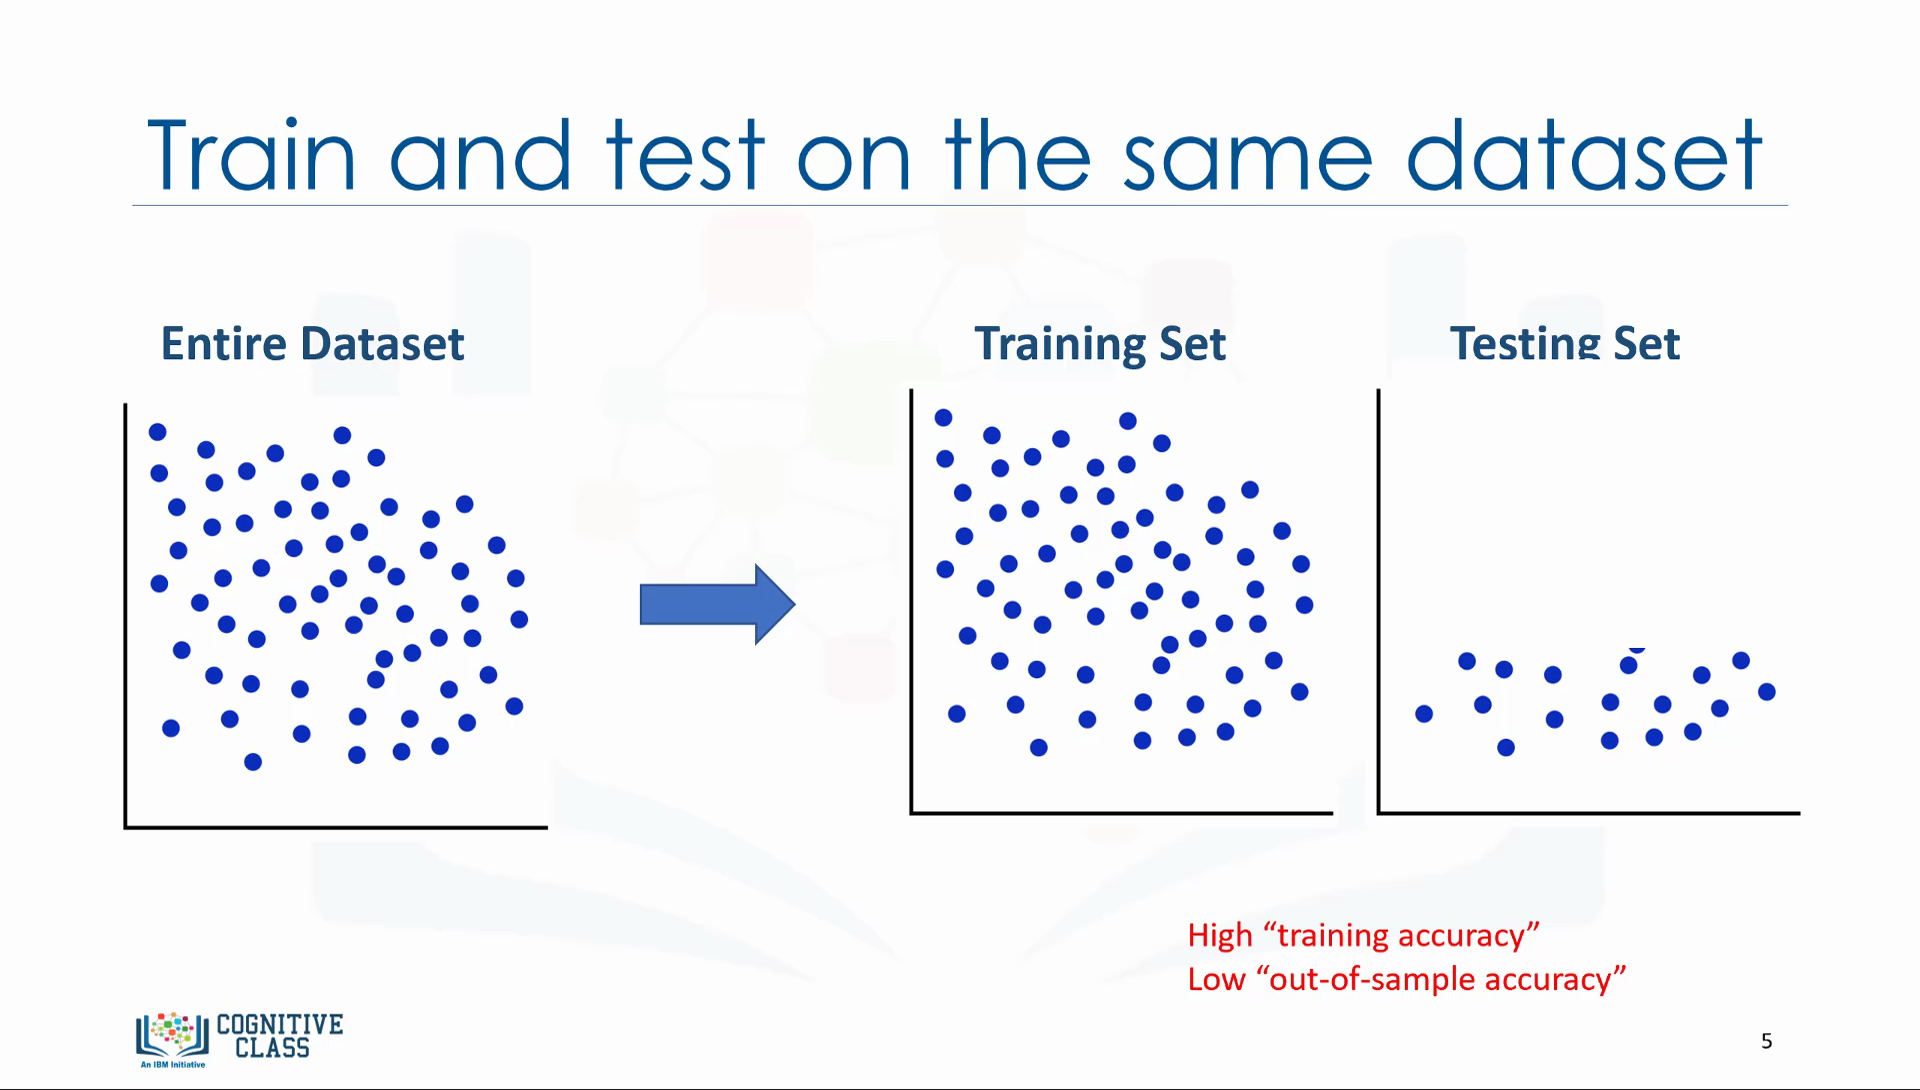 Train and test on the same dataset
Entire Dataset
Training Set
Testing Set
High “training accuracy”
Low “out-of-sample accuracy”
COGNITIVE
CLASS
An IBM Initiative
5